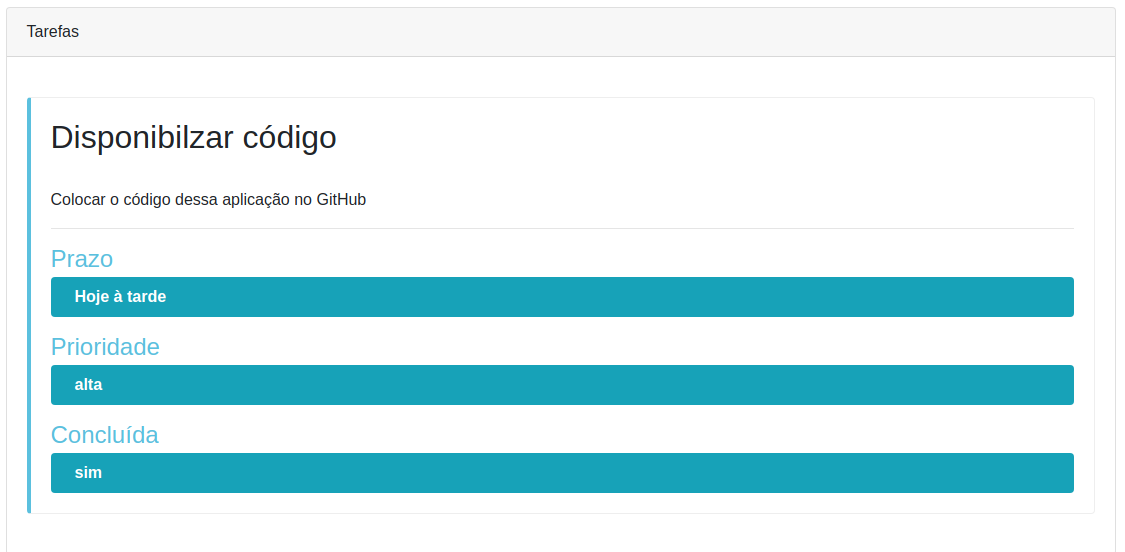 Tarefas
Disponibilzar código
Colocar o código dessa aplicação no GitHub
Prazo
Hoje à tarde
Prioridade
alta
Concluída
sim